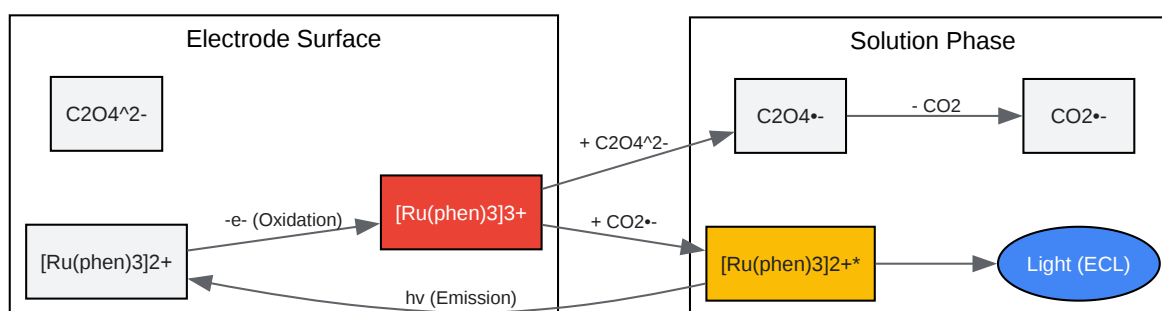 Electrode Surface
Solution Phase
C2O4^2-
C2O4•-
- CO2
CO2•-
+ C2O4^2-
[Ru(phen)3]3+
-e- (Oxidation)
+ CO2•-
[Ru(phen)3]2+
[Ru(phen)3]2+*
Light (ECL)
hv (Emission)